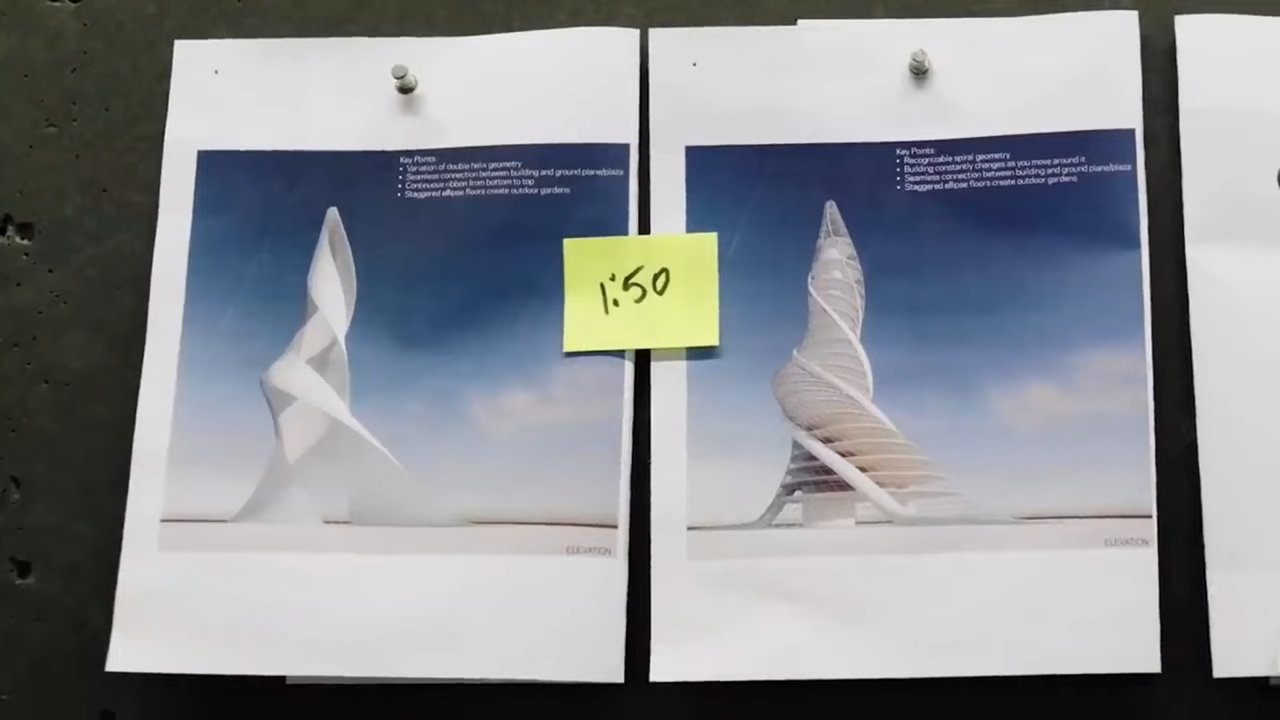 Key Points:
• Variation of double helix geometry
• Seamless connection between building and ground plane/plaza
• Continuous ribbon from bottom to top
• Staggered ellipse floors create outdoor gardens
ELEVATION
1:50
Key Points:
• Recognizable spiral geometry
• Building constantly changes as you move around it
• Seamless connection between building and ground plane/plaza
• Staggered ellipse floors create outdoor gardens
ELEVATION